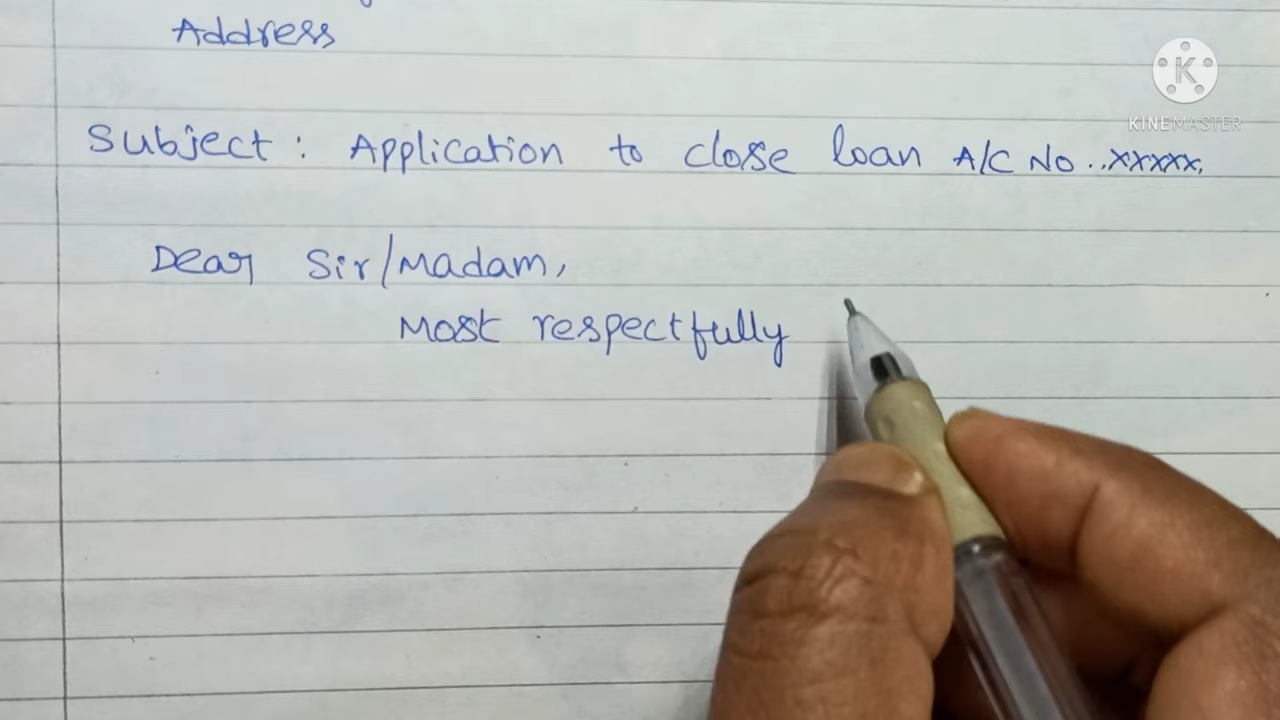 Address
Subject : Application to close loan A/C No ..xxxxx.
Dear Sir/Madam,
Most respectfully
K
KINEMASTER